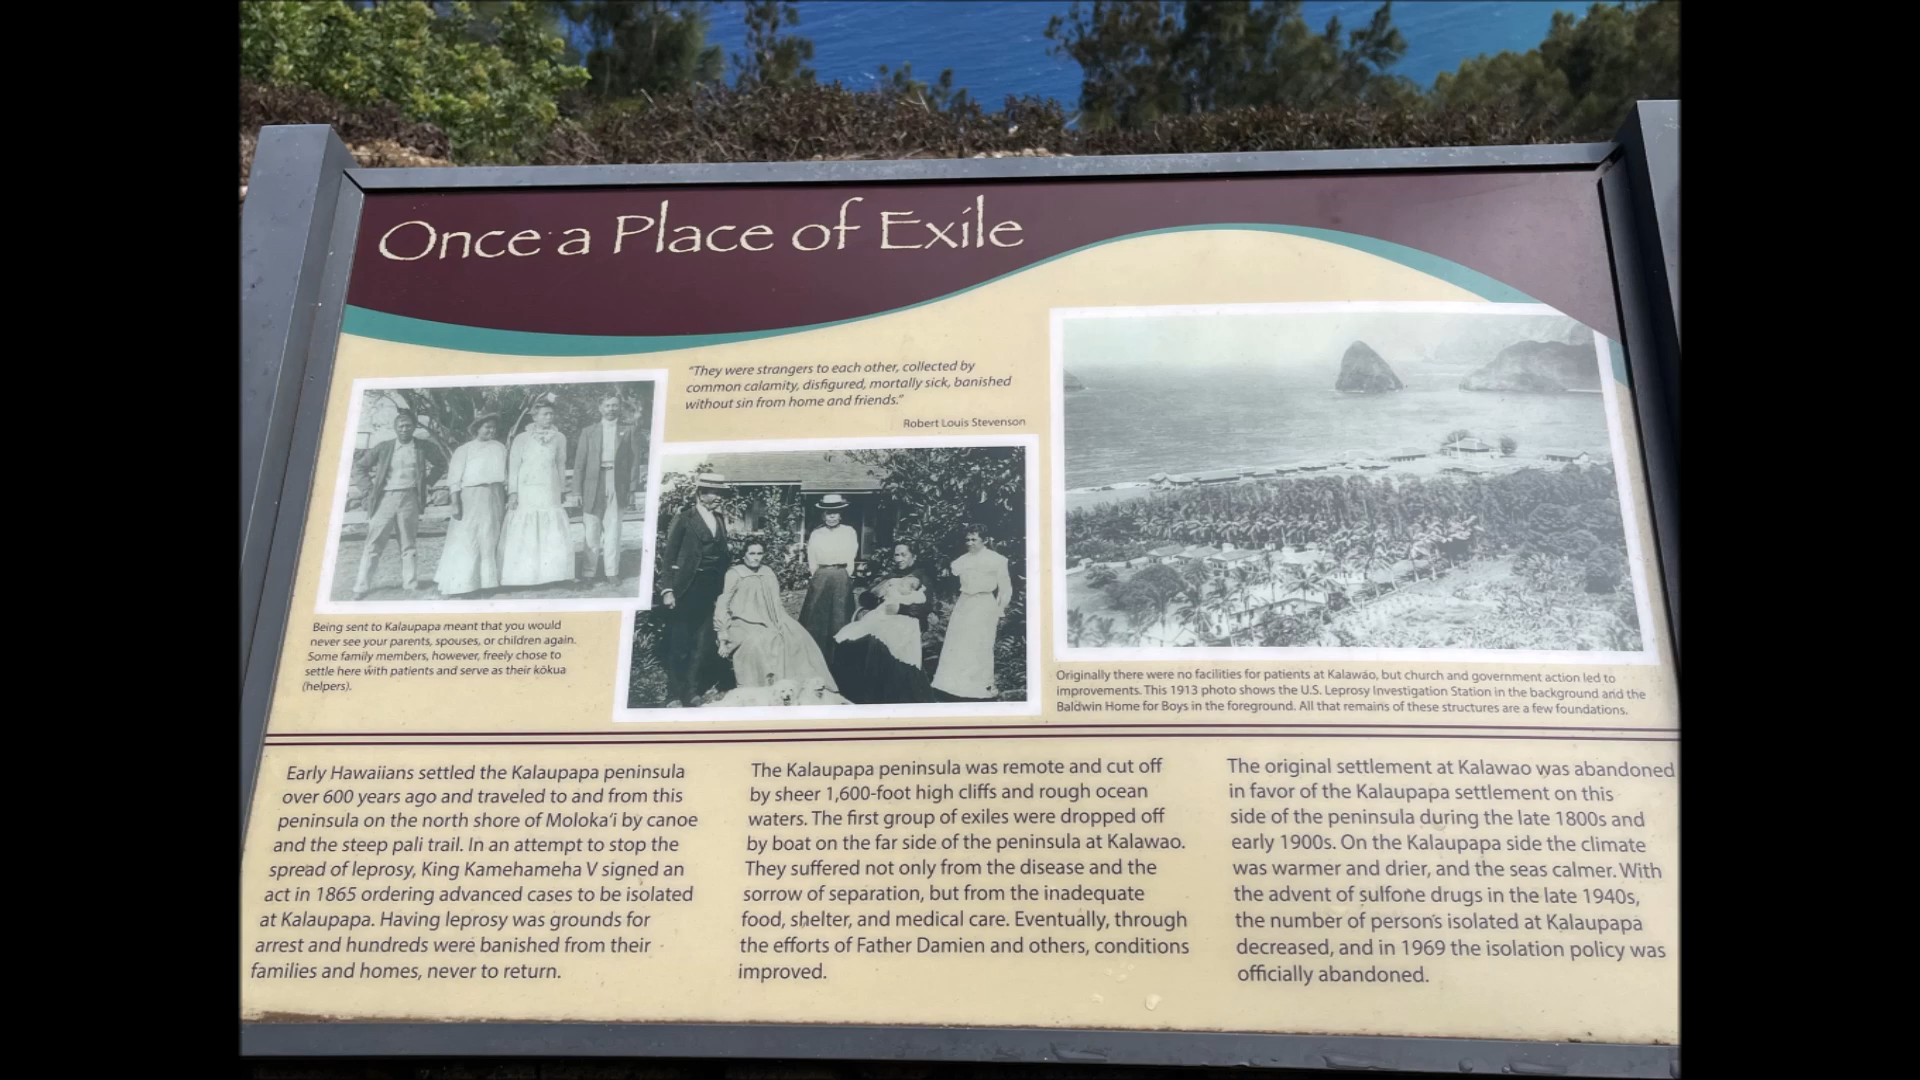 Once a Place of Exile
"They were strangers to each other, collected by
common calamity, disfigured, mortally sick, banished
without sin from home and friends."
Robert Louis Stevenson
Being sent to Kalaupapa meant that you would
never see your parents, spouses, or children again.
Some family members, however, freely chose to
settle here with patients and serve as their kōkua
(helpers).
Originally there were no facilities for patients at Kalawao, but church and government action led to
improvements. This 1913 photo shows the U.S. Leprosy Investigation Station in the background and the
Baldwin Home for Boys in the foreground. All that remains of these structures are a few foundations.
Early Hawaiians settled the Kalaupapa peninsula
over 600 years ago and traveled to and from this
peninsula on the north shore of Moloka'i by canoe
and the steep pali trail. In an attempt to stop the
spread of leprosy, King Kamehameha V signed an
act in 1865 ordering advanced cases to be isolated
at Kalaupapa. Having leprosy was grounds for
arrest and hundreds were banished from their
families and homes, never to return.
The Kalaupapa peninsula was remote and cut off
by sheer 1,600-foot high cliffs and rough ocean
waters. The first group of exiles were dropped off
by boat on the far side of the peninsula at Kalawao.
They suffered not only from the disease and the
sorrow of separation, but from the inadequate
food, shelter, and medical care. Eventually, through
the efforts of Father Damien and others, conditions
improved.
The original settlement at Kalawao was abandoned
in favor of the Kalaupapa settlement on this
side of the peninsula during the late 1800s and
early 1900s. On the Kalaupapa side the climate
was warmer and drier, and the seas calmer. With
the advent of sulfone drugs in the late 1940s,
the number of persons isolated at Kalaupapa
decreased, and in 1969 the isolation policy was
officially abandoned.